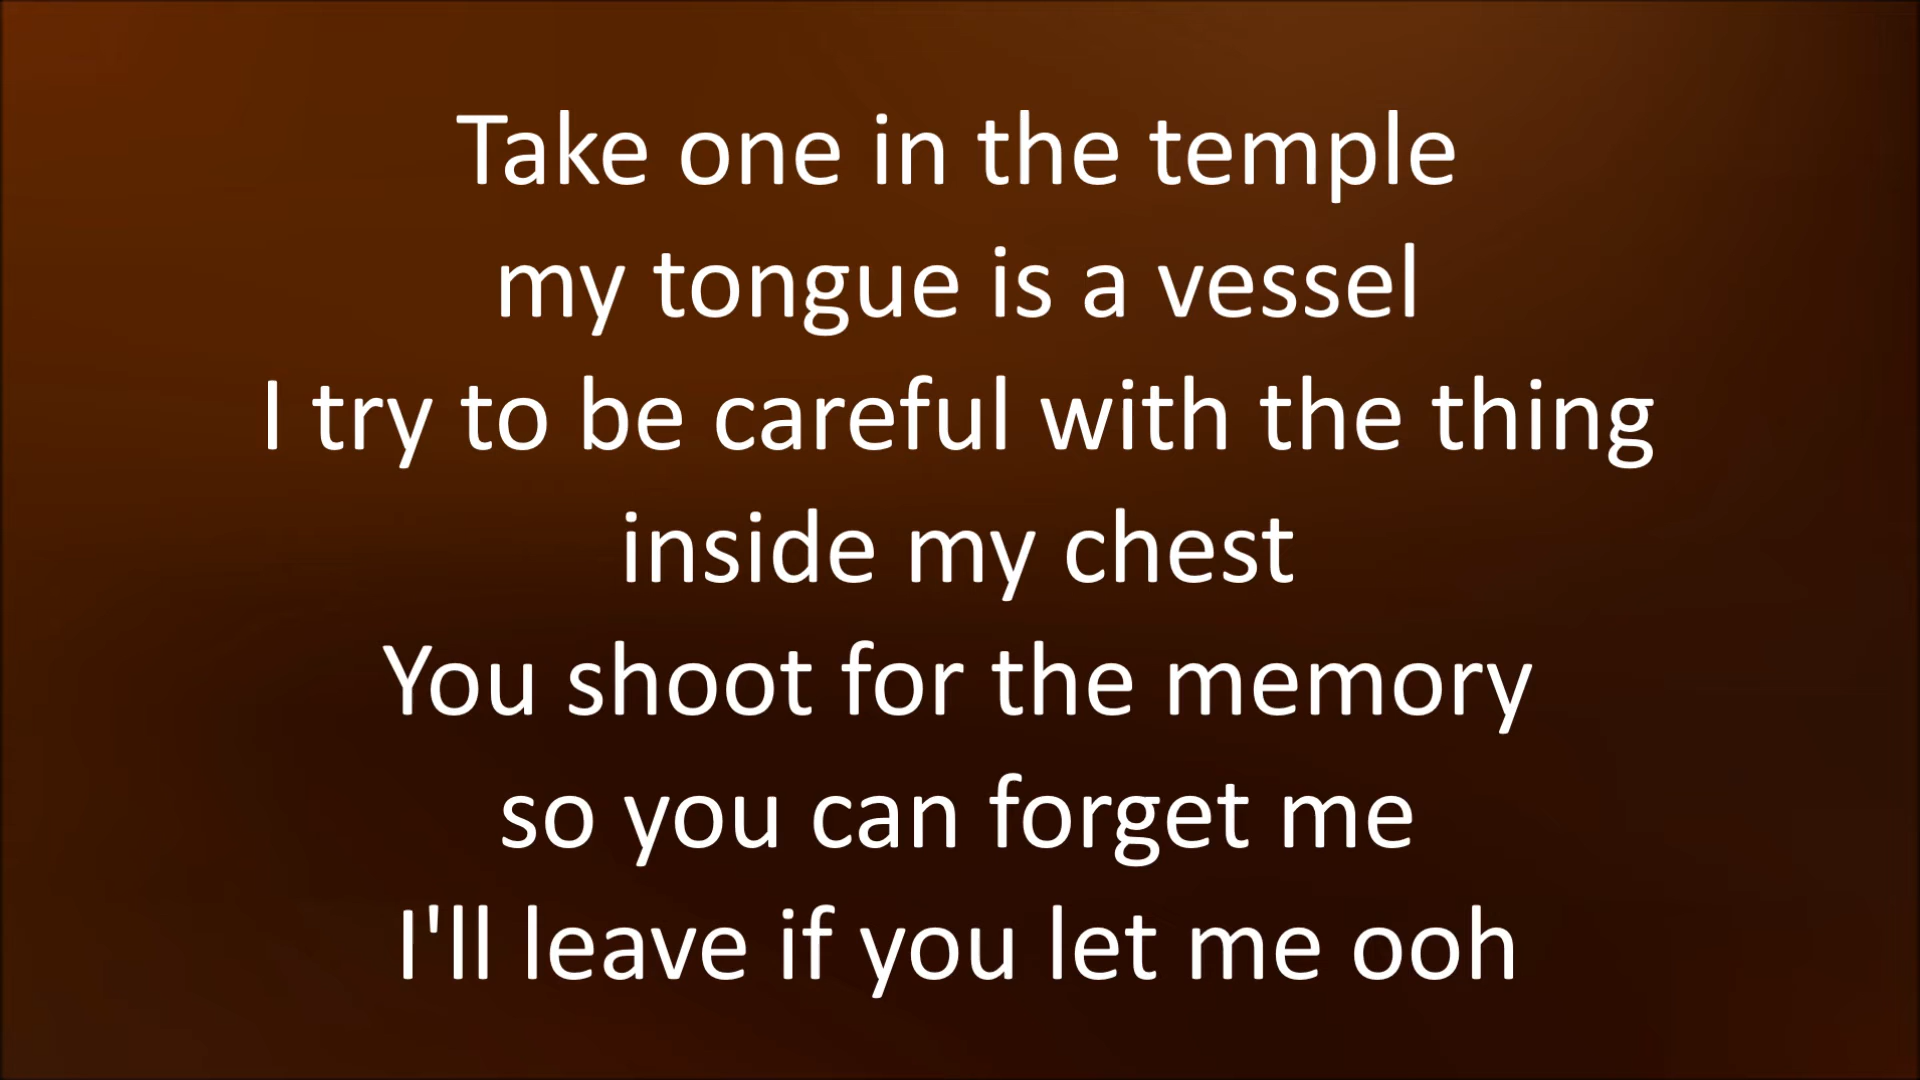 Take one in the temple
my tongue is a vessel
I try to be careful with the thing
inside my chest
You shoot for the memory
so you can forget me
I'll leave if you let me ooh